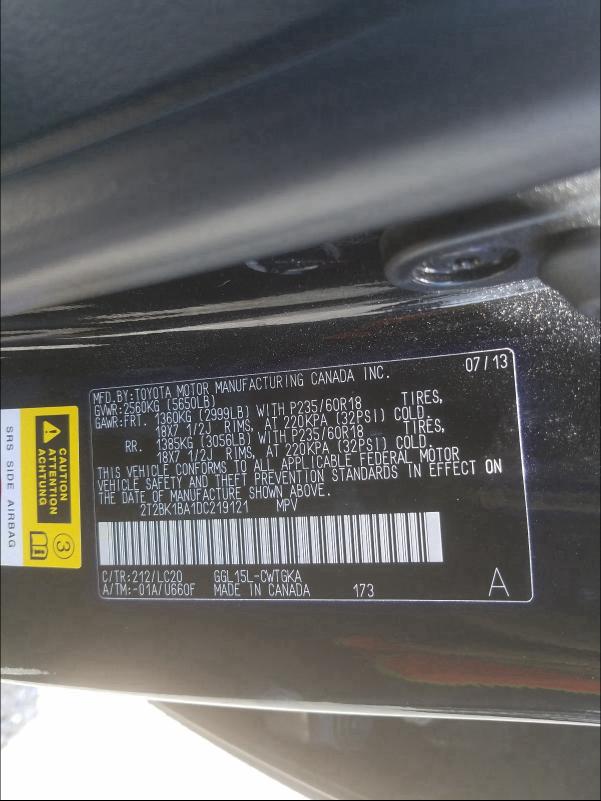 MFD.BY:TOYOTA MOTOR MANUFACTURING CANADA INC. 07/13
GVWR:2560KG (5650LB)
GAWR:FRT. 1360KG (2999LB) WITH P235/60R18 TIRES,
18X7 1/2J RIMS, AT 220KPA (32PSI) COLD.
RR. 1385KG (3056LB) WITH P235/60R18 TIRES,
18X7 1/2J RIMS, AT 220KPA (32PSI) COLD.
THIS VEHICLE CONFORMS TO ALL APPLICABLE FEDERAL MOTOR
VEHICLE SAFETY AND THEFT PREVENTION STANDARDS IN EFFECT ON
THE DATE OF MANUFACTURE SHOWN ABOVE.
2T2BK1BA1DC219121 MPV
C/TR:212/LC20 GGL15L-CWTGKA
A/TM:-01A/U660F MADE IN CANADA 173 A
CAUTION
ATTENTION
ACHTUNG
3
SRS SIDE AIRBAG